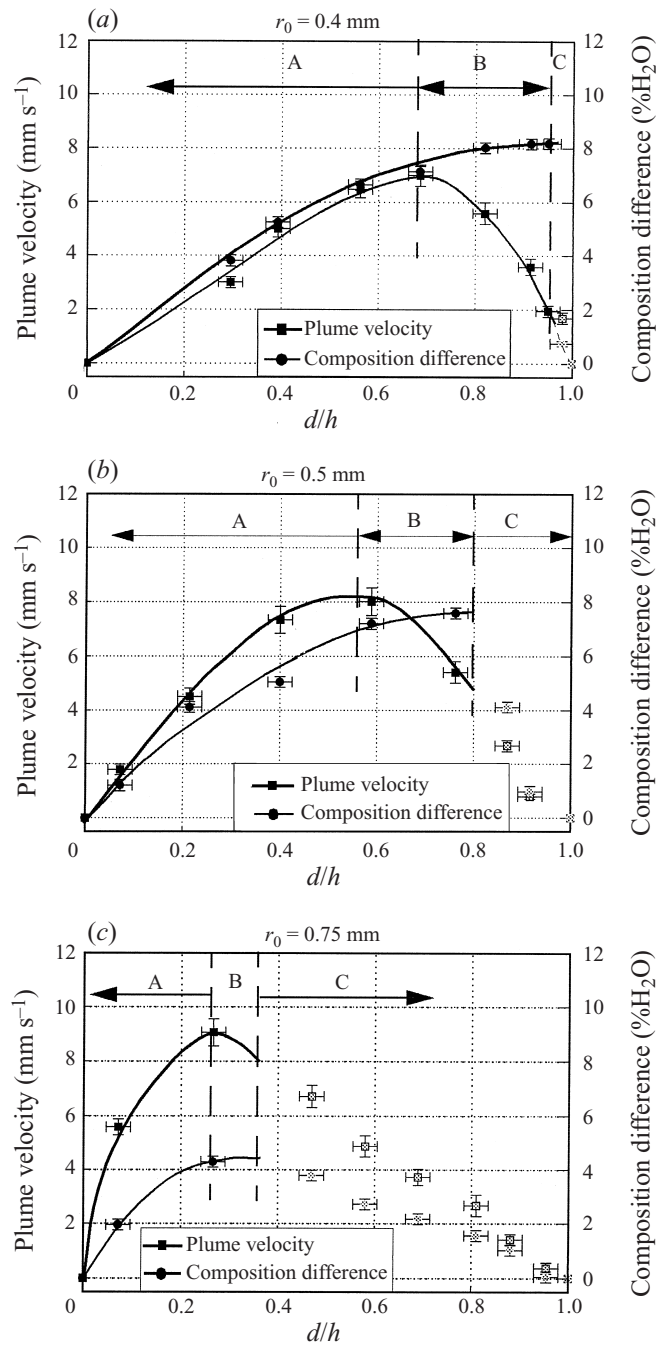 (a)
r0 = 0.4 mm
12 12
A B C
10 10
8 8
6 6
4 4
2 2
0
Plume velocity
Composition difference
0 0.2 0.4 0.6 0.8 1.0
d/h
Plume velocity (mm s−1)
Composition difference (%H2O)
(b)
r0 = 0.5 mm
12 12
A B C
10 10
8 8
6 6
4 4
2 2
0
Plume velocity
Composition difference
0 0.2 0.4 0.6 0.8 1.0
d/h
Plume velocity (mm s−1)
Composition difference (%H2O)
(c)
r0 = 0.75 mm
12 12
A B C
10 10
8 8
6 6
4 4
2 2
0
Plume velocity
Composition difference
0 0.2 0.4 0.6 0.8 1.0
d/h
Plume velocity (mm s−1)
Composition difference (%H2O)